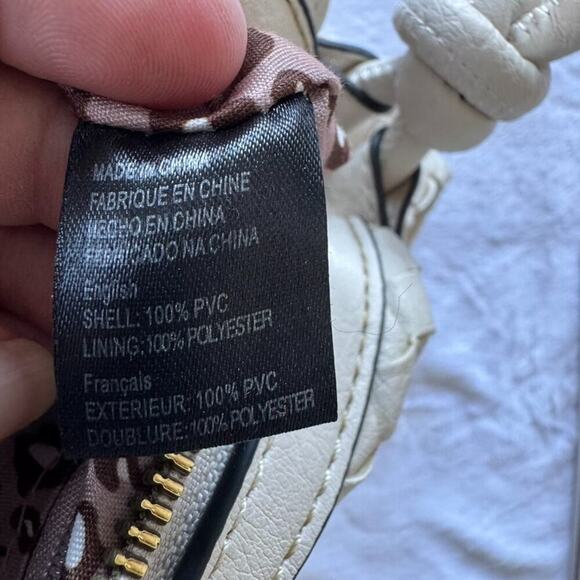 MADE IN CHINA
FABRIQUE EN CHINE
HECHO EN CHINA
FABRICADO NA CHINA
English
SHELL: 100% PVC
LINING: 100% POLYESTER
Français
EXTERIEUR: 100% PVC
DOUBLURE: 100% POLYESTER